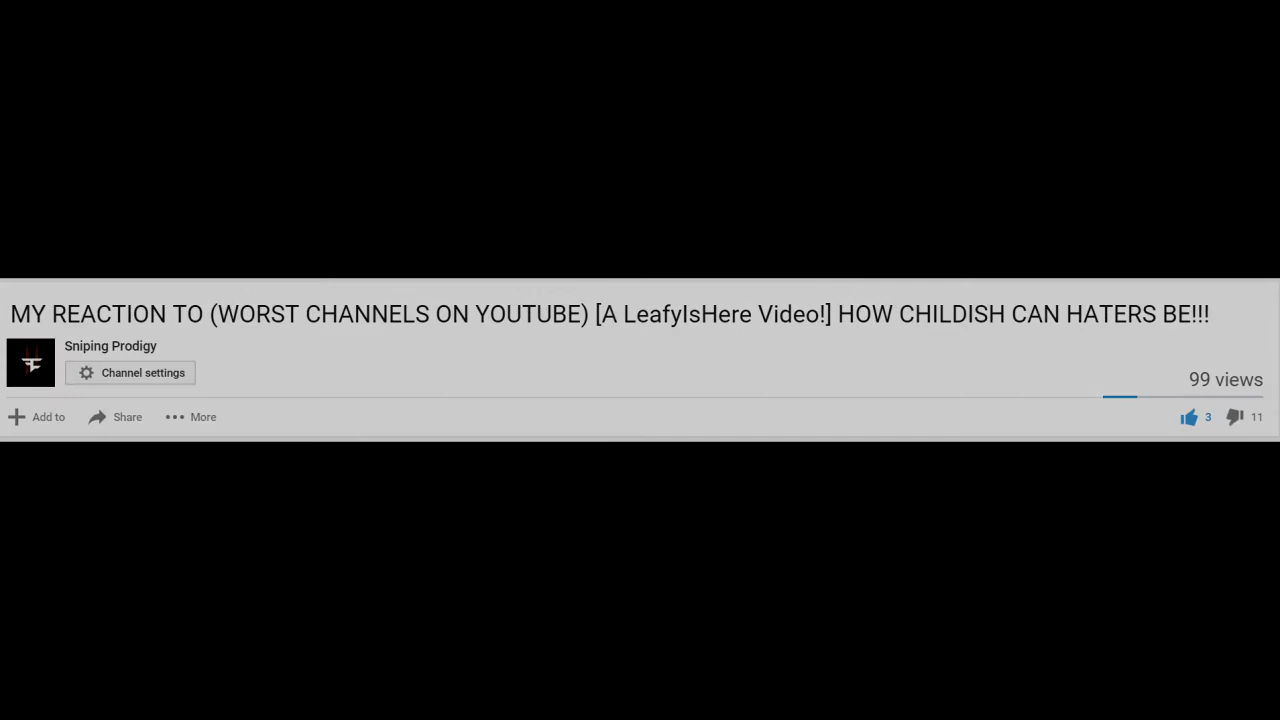 MY REACTION TO (WORST CHANNELS ON YOUTUBE) [A LeafyIsHere Video!] HOW CHILDISH CAN HATERS BE!!!
Sniping Prodigy
Channel settings
99 views
Add to Share More 3 11